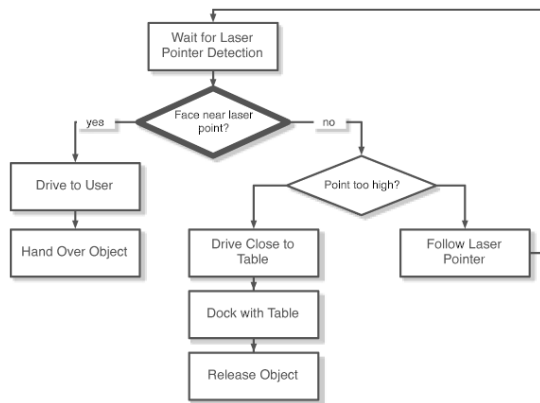 Wait for Laser
Pointer Detection
Face near laser
point?
yes
no
Drive to User
Point too high?
Hand Over Object
Drive Close to
Table
Follow Laser
Pointer
Dock with Table
Release Object